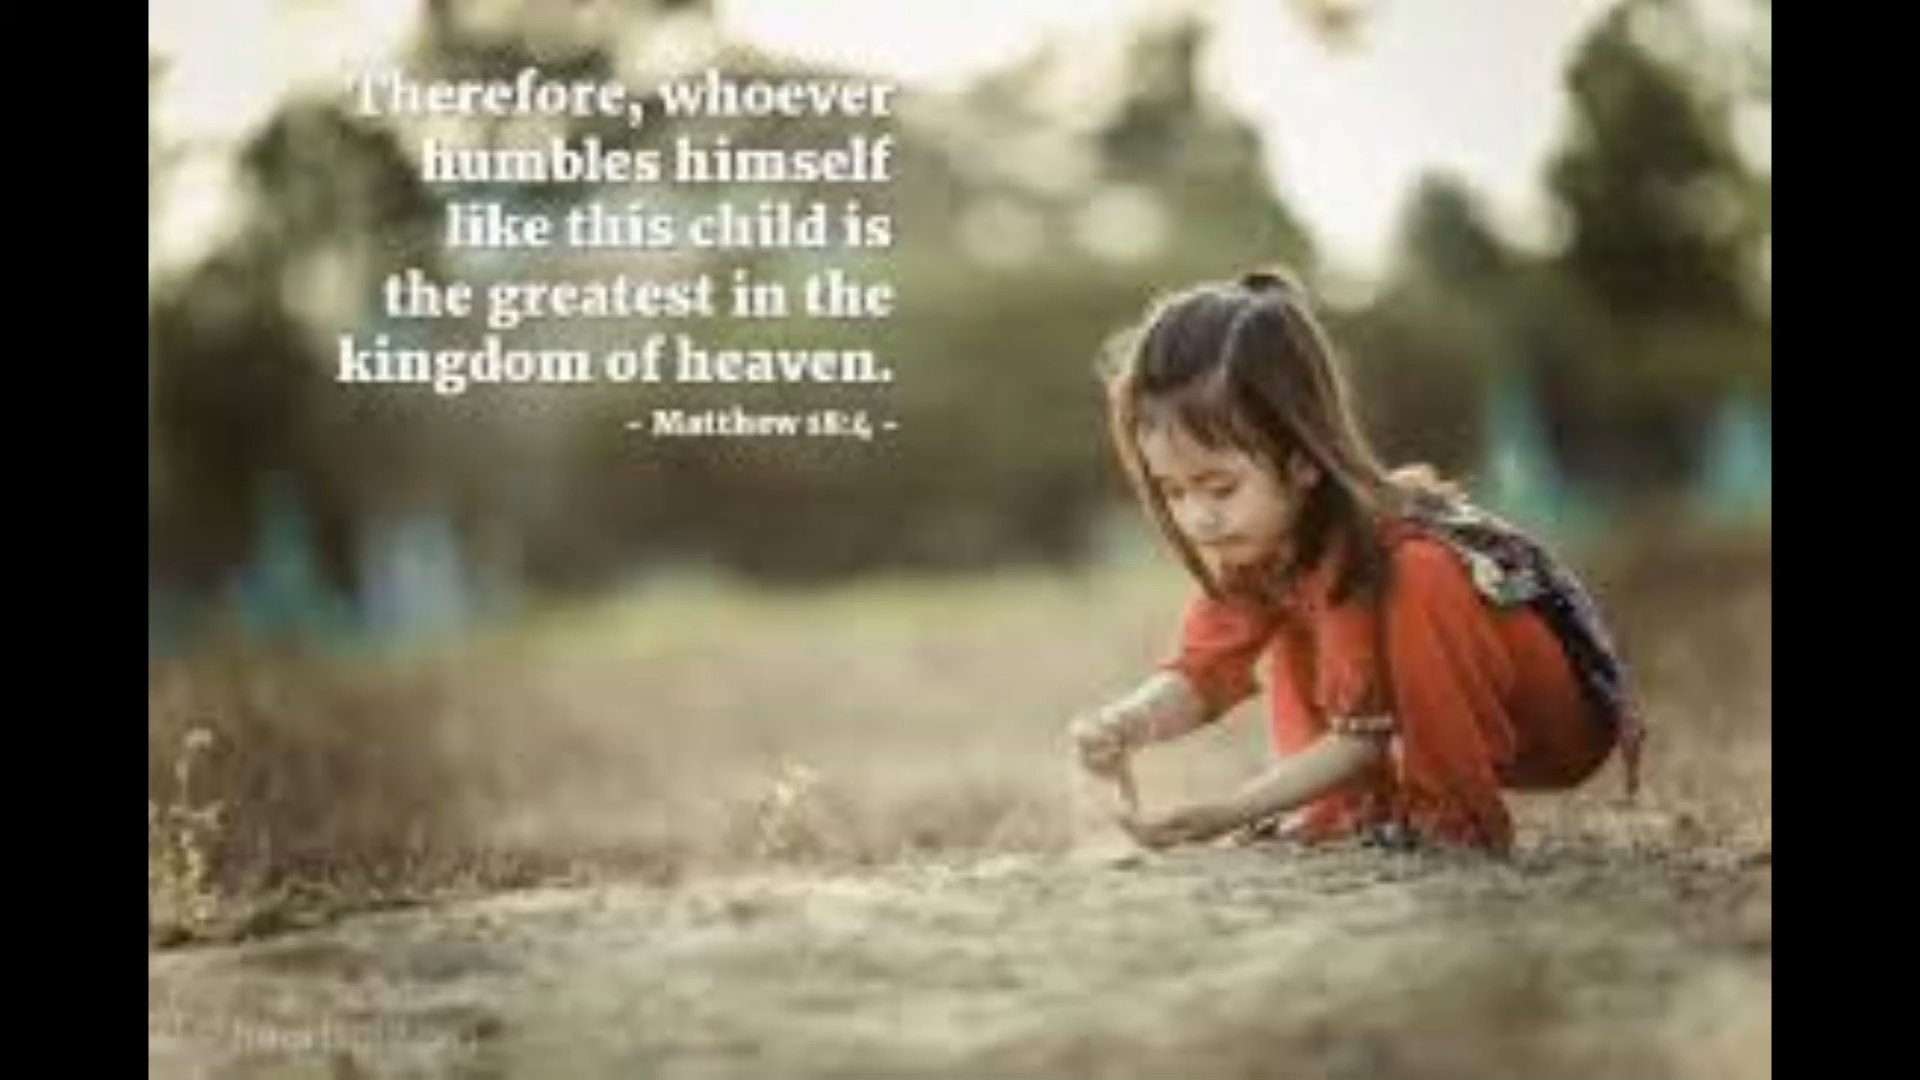 Therefore, whoever
humbles himself
like this child is
the greatest in the
kingdom of heaven.
- Matthew 18:4 -